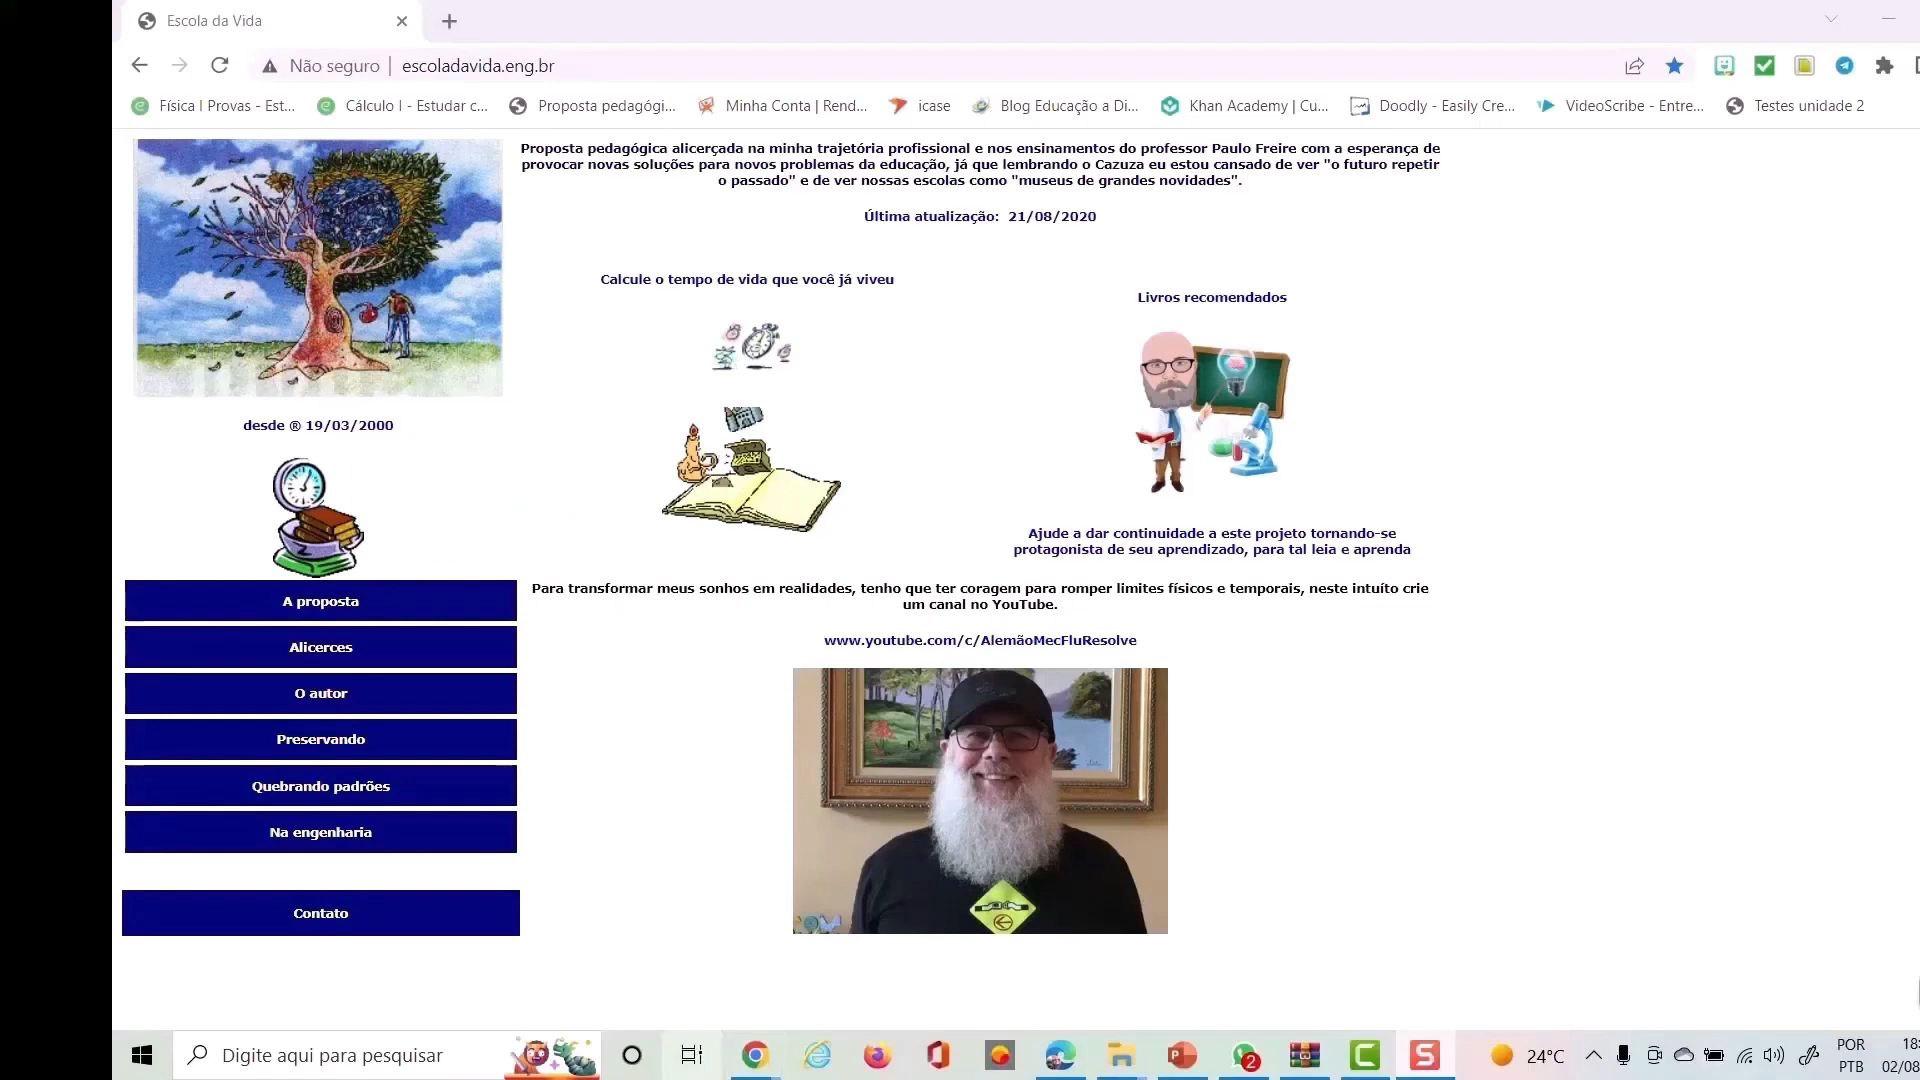 Escola da Vida
Não seguro
escoladavida.eng.br
Física I Provas - Est...
Cálculo I - Estudar c...
Proposta pedagógi...
Minha Conta | Rend...
icase
Blog Educação a Di...
Khan Academy | Cu...
Doodly - Easily Cre...
VideoScribe - Entre...
Testes unidade 2
Proposta pedagógica alicerçada na minha trajetória profissional e nos ensinamentos do professor Paulo Freire com a esperança de
provocar novas soluções para novos problemas da educação, já que lembrando o Cazuza eu estou cansado de ver "o futuro repetir
o passado" e de ver nossas escolas como "museus de grandes novidades".
Última atualização: 21/08/2020
Calcule o tempo de vida que você já viveu
Livros recomendados
desde ® 19/03/2000
Ajude a dar continuidade a este projeto tornando-se
protagonista de seu aprendizado, para tal leia e aprenda
A proposta
Alicerces
O autor
Preservando
Quebrando padrões
Na engenharia
Contato
Para transformar meus sonhos em realidades, tenho que ter coragem para romper limites físicos e temporais, neste intuíto crie
um canal no YouTube.
www.youtube.com/c/AlemãoMecFluResolve
Digite aqui para pesquisar
2
24°C
POR
PTB
18:
02/08